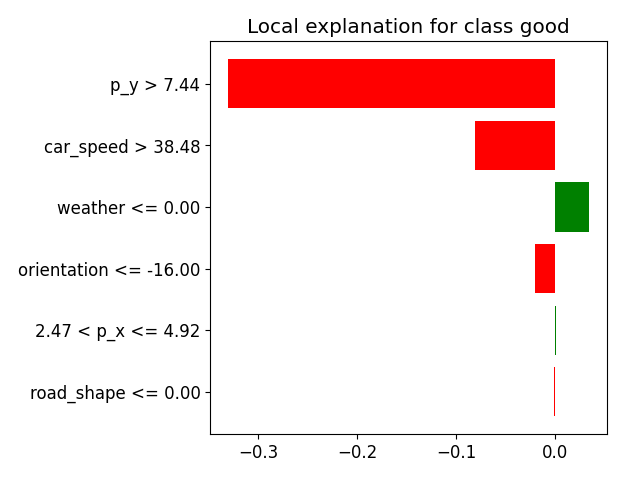 Local explanation for class good
p_y > 7.44
car_speed > 38.48
weather <= 0.00
orientation <= -16.00
2.47 < p_x <= 4.92
road_shape <= 0.00
−0.3 −0.2 −0.1 0.0